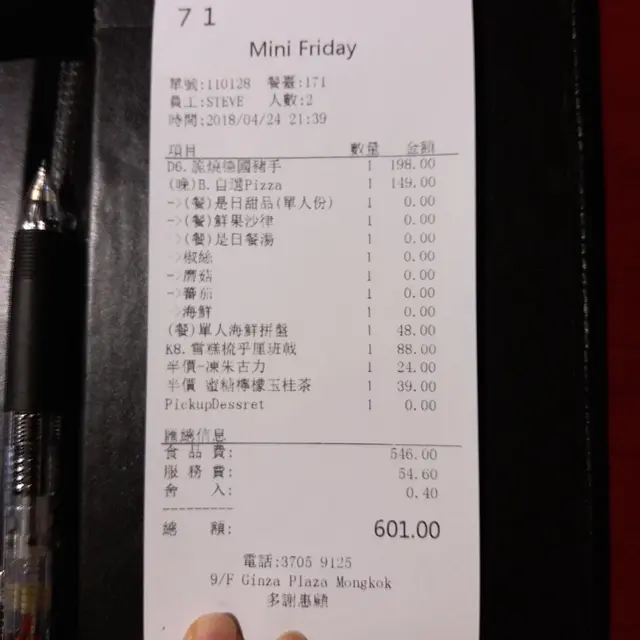 7 1
Mini Friday
單號:110128 餐臺:171
員工:STEVE 人數:2
時間:2018/04/24 21:39
項目 數量 金額
D6.脆燒德國豬手 1 198.00
(晚)B.自選Pizza 1 149.00
->(餐)是日甜品(單人份) 1 0.00
->(餐)鮮果沙律 1 0.00
->(餐)是日餐湯 1 0.00
->椒絲 1 0.00
->蘑菇 1 0.00
->蕃茄 1 0.00
->海鮮 1 0.00
(餐)單人海鮮拼盤 1 48.00
K8.雪糕梳乎厘班戟 1 88.00
半價-凍朱古力 1 24.00
半價 蜜糖檸檬玉桂茶 1 39.00
PickupDessret 1 0.00
匯總信息
食品費: 546.00
服務費: 54.60
舍入: 0.40
----------
總額: 601.00
電話:3705 9125
9/F Ginza Plaza Mongkok
多謝惠顧